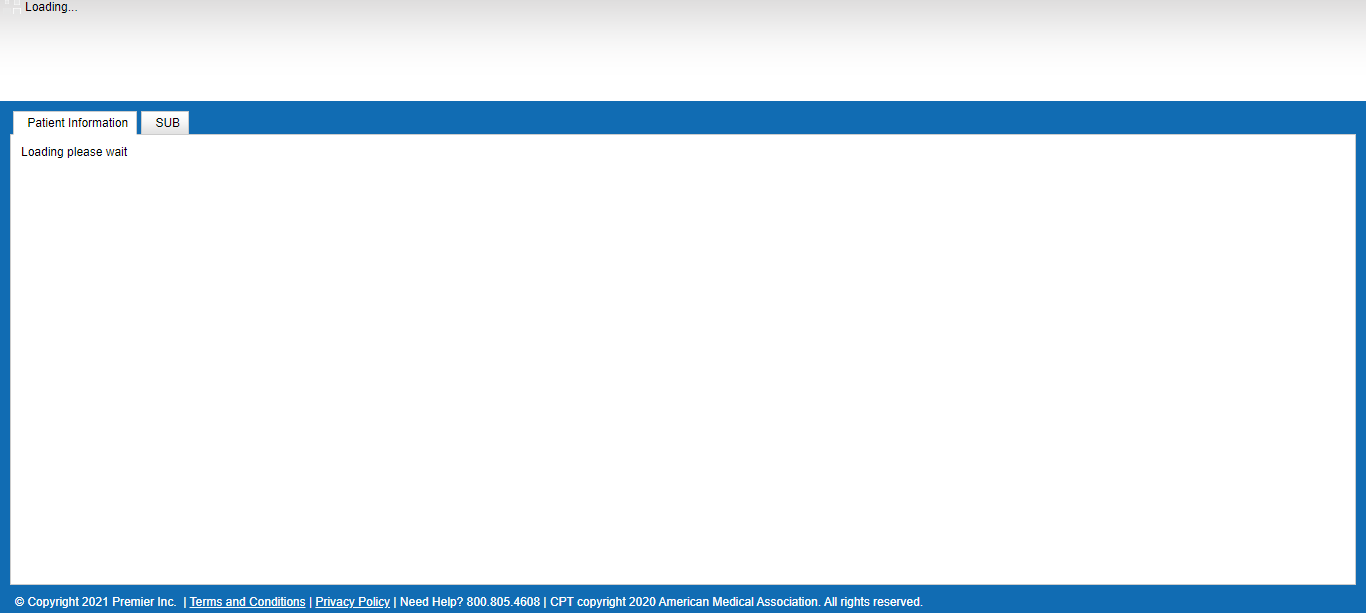 Loading...
Patient Information
SUB
Loading please wait
© Copyright 2021 Premier Inc. | Terms and Conditions | Privacy Policy | Need Help? 800.805.4608 | CPT copyright 2020 American Medical Association. All rights reserved.